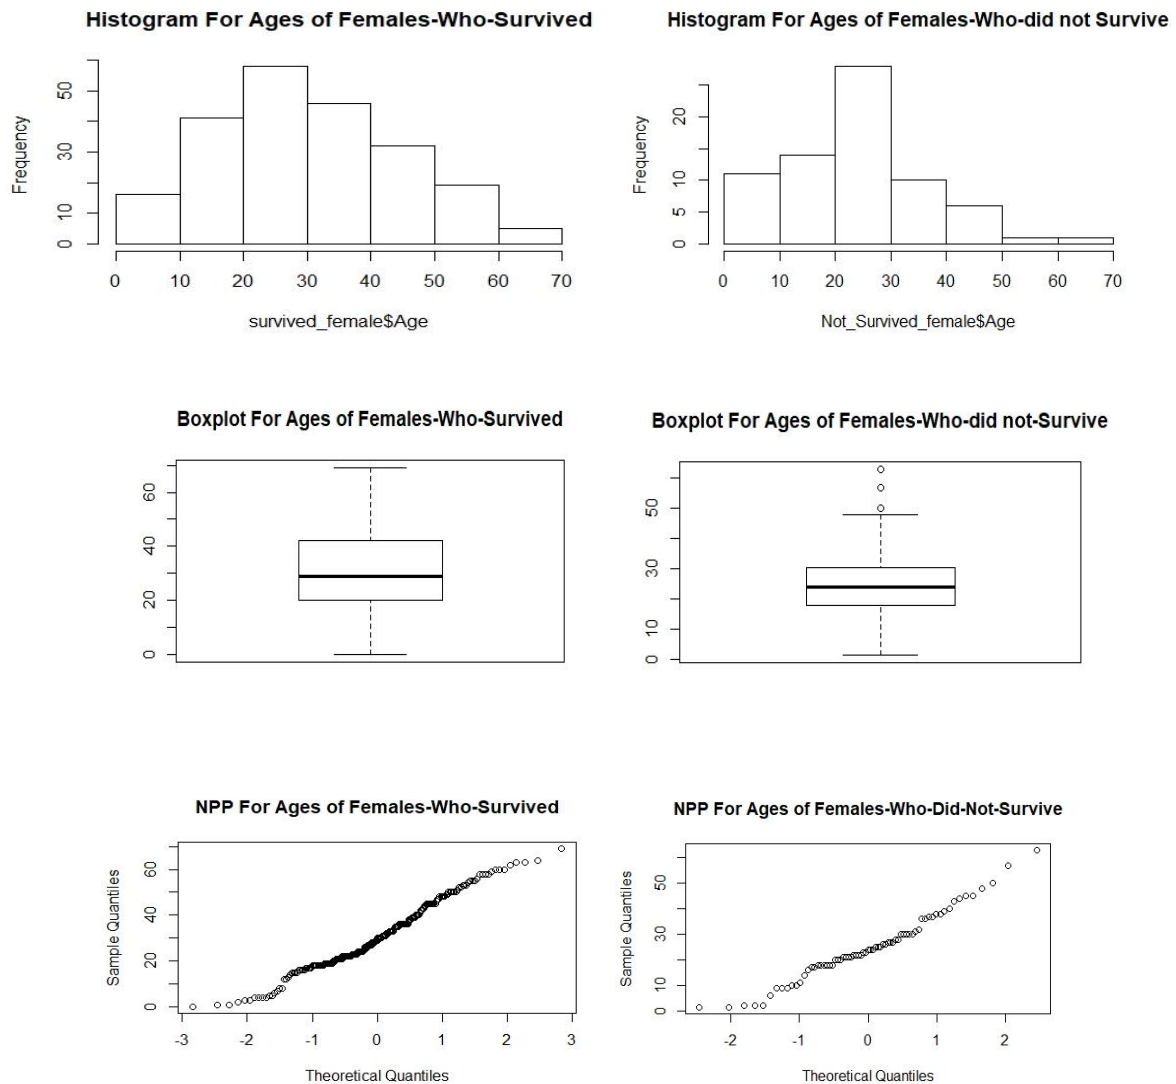 Histogram For Ages of Females-Who-Survived
Frequency
50
30
10
0
0 10 20 30 40 50 60 70
survived_female$Age
Histogram For Ages of Females-Who-did not Survive
Frequency
20
10
5
0
0 10 20 30 40 50 60 70
Not_Survived_female$Age
Boxplot For Ages of Females-Who-Survived
60
40
20
0
Boxplot For Ages of Females-Who-did not-Survive
50
30
10
0
NPP For Ages of Females-Who-Survived
Sample Quantiles
60
40
20
0
-3 -2 -1 0 1 2 3
Theoretical Quantiles
NPP For Ages of Females-Who-Did-Not-Survive
Sample Quantiles
50
30
10
0
-2 -1 0 1 2
Theoretical Quantiles